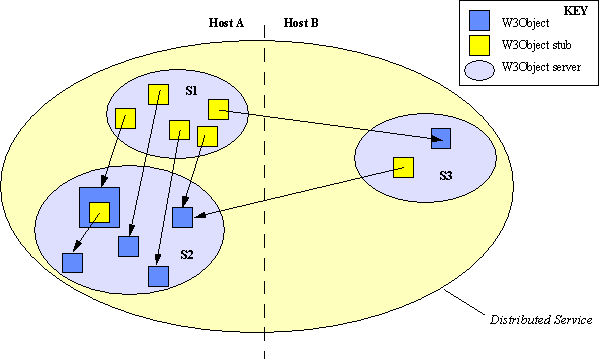 Host A
Host B
KEY
W3Object
W3Object stub
W3Object server
S1
S3
S2
Distributed Service